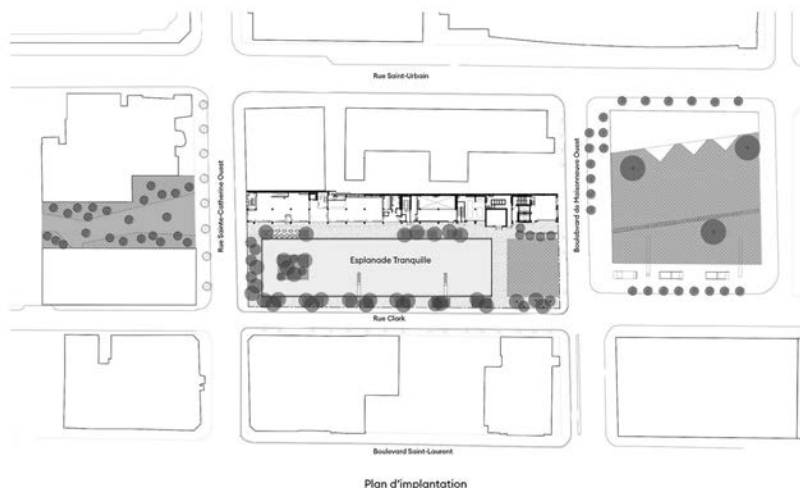 Rue Saint-Urbain
Rue Sainte-Catherine Ouest
Boulevard de Maisonneuve Ouest
Esplanade Tranquille
Rue Clark
Boulevard Saint-Laurent
Plan d'implantation